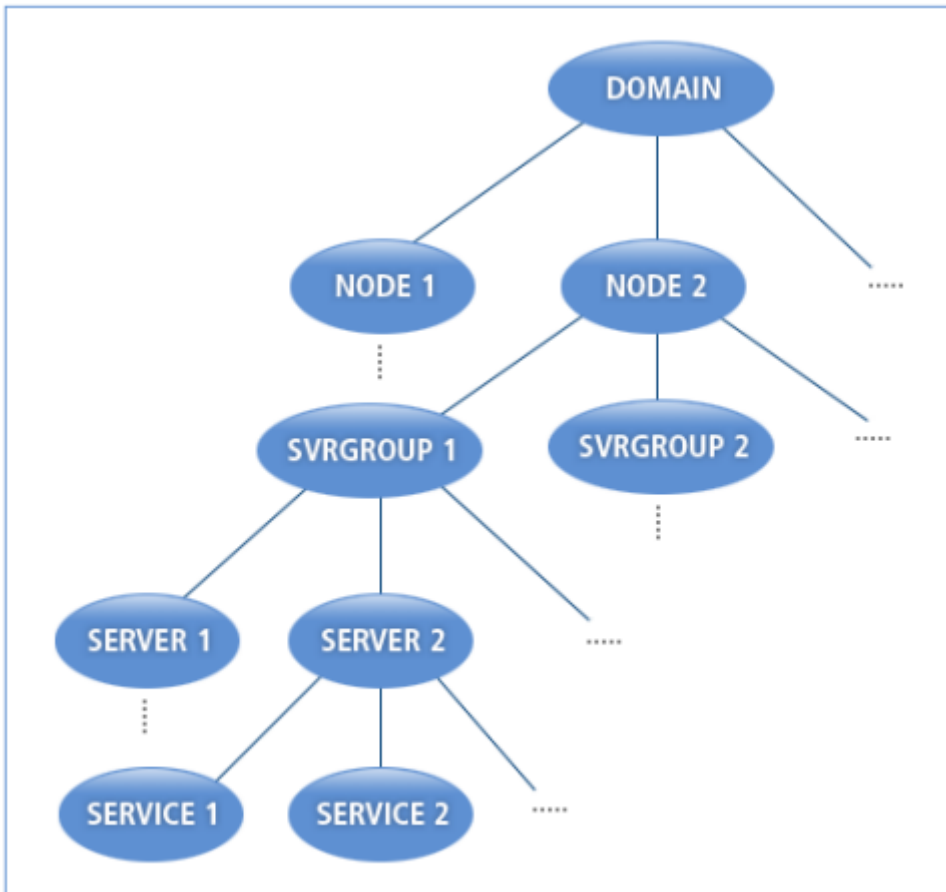 DOMAIN
NODE 1
NODE 2
.....
SVRGROUP 1
SVRGROUP 2
.....
SERVER 1
SERVER 2
.....
SERVICE 1
SERVICE 2
.....